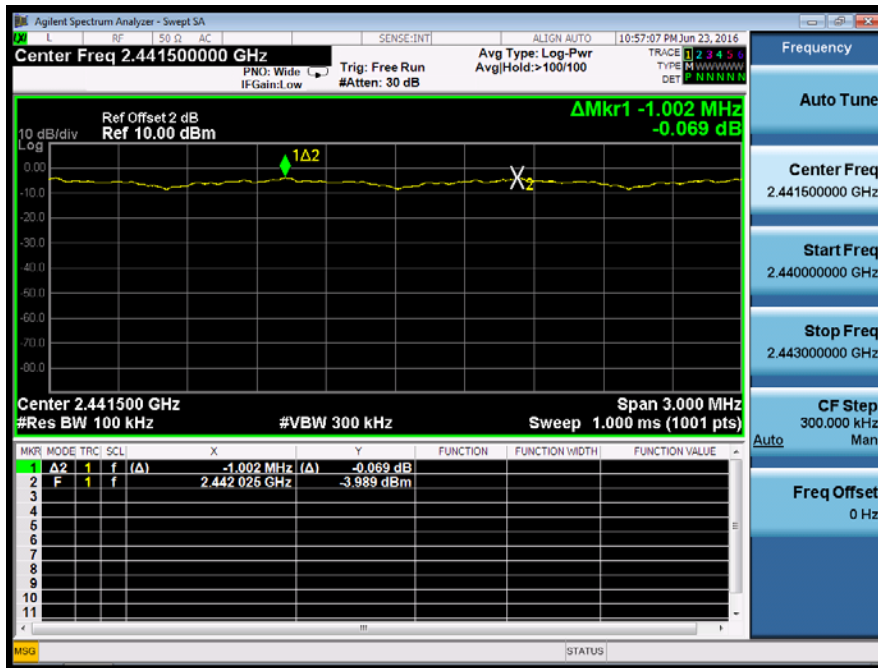 Agilent Spectrum Analyzer - Swept SA
L RF 50 Ω AC SENSE:INT ALIGN AUTO 10:57:07 PM Jun 23, 2016
Center Freq 2.441500000 GHz
PNO: Wide
IFGain:Low
Trig: Free Run
#Atten: 30 dB
Avg Type: Log-Pwr
Avg|Hold:>100/100
TRACE 1 2 3 4 5 6
TYPE M WWWWW
DET P N N N N N
ΔMkr1 -1.002 MHz
-0.069 dB
Ref Offset 2 dB
10 dB/div Ref 10.00 dBm
Log
0.00
-10.0
-20.0
-30.0
-40.0
-50.0
-60.0
-70.0
-80.0
1Δ2
2
Center 2.441500 GHz Span 3.000 MHz
#Res BW 100 kHz #VBW 300 kHz Sweep 1.000 ms (1001 pts)
MKR MODE TRC SCL X Y FUNCTION FUNCTION WIDTH FUNCTION VALUE
1 Δ2 1 f (Δ) -1.002 MHz (Δ) -0.069 dB
2 F 1 f 2.442 025 GHz -3.989 dBm
3
4
5
6
7
8
9
10
11
MSG STATUS
Frequency
Auto Tune
Center Freq
2.441500000 GHz
Start Freq
2.440000000 GHz
Stop Freq
2.443000000 GHz
CF Step
300.000 kHz
Auto Man
Freq Offset
0 Hz